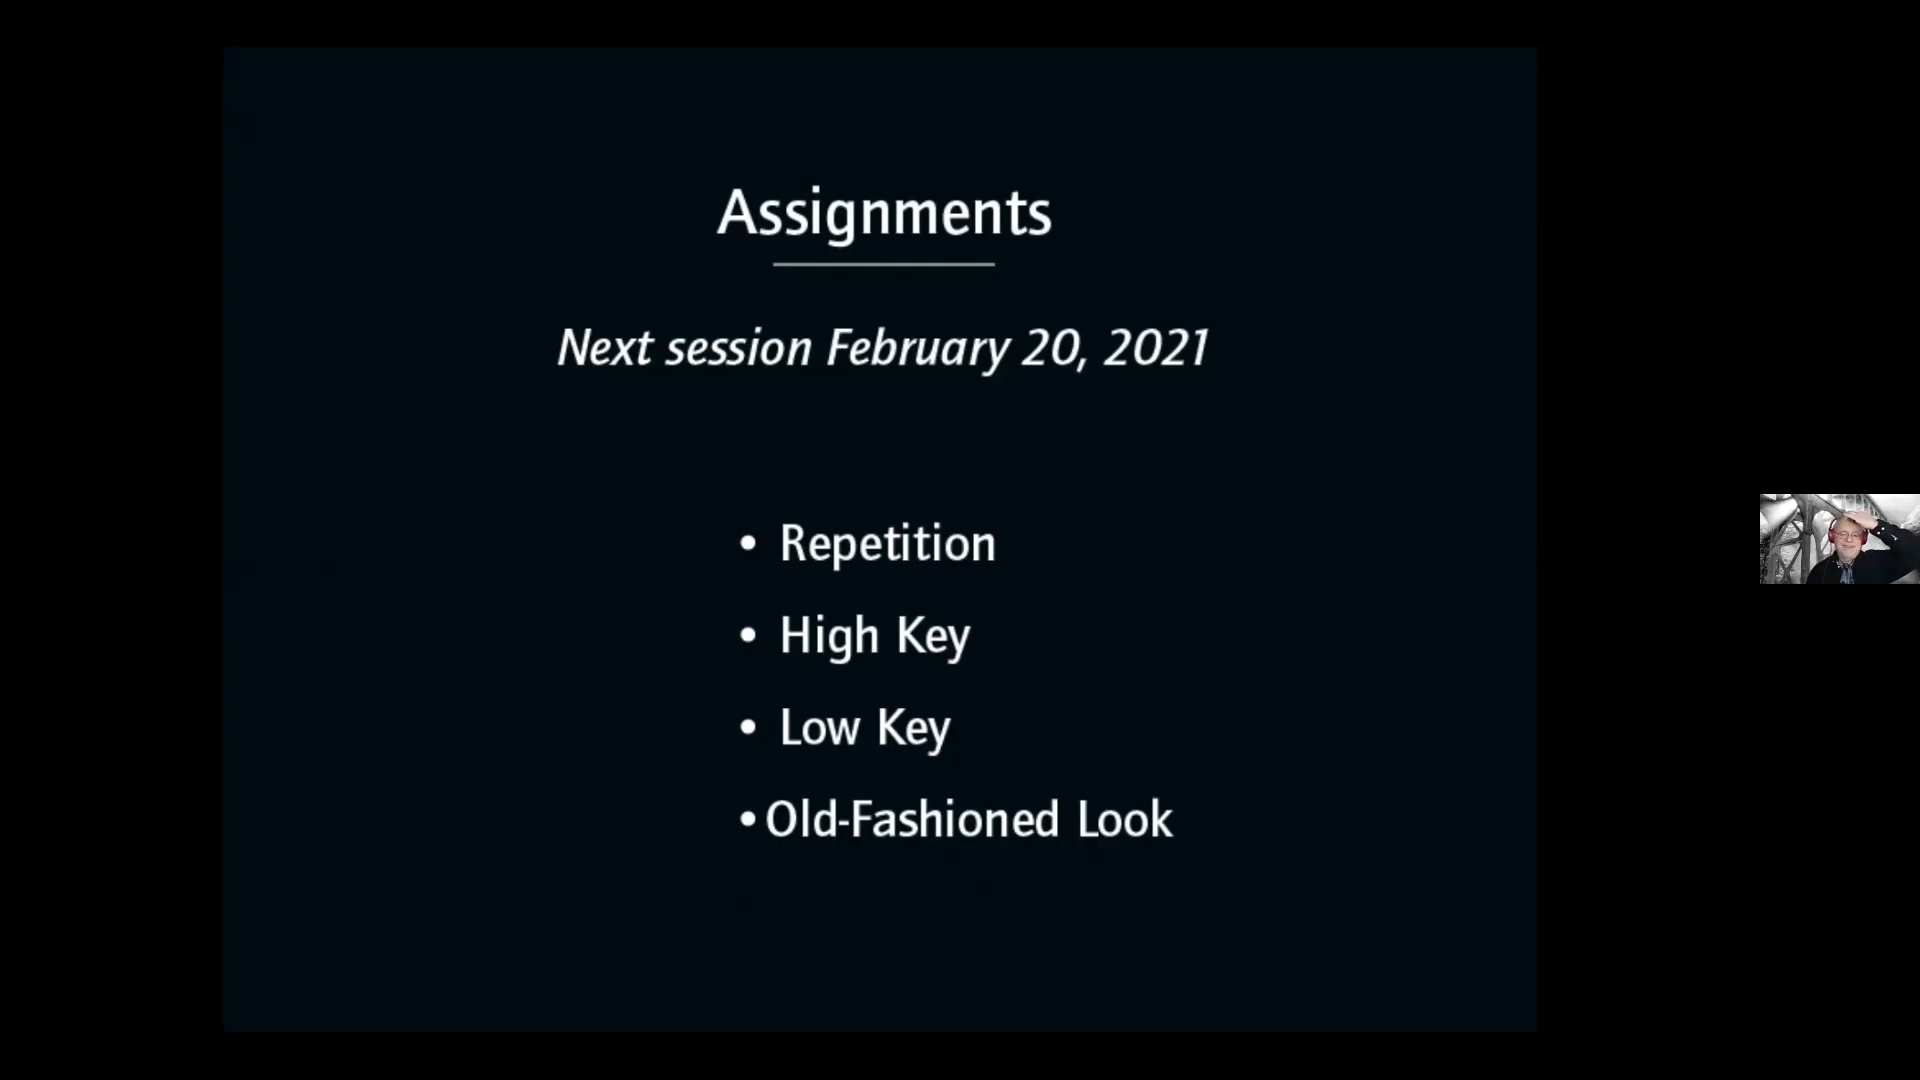 Assignments
Next session February 20, 2021
• Repetition
• High Key
• Low Key
• Old-Fashioned Look